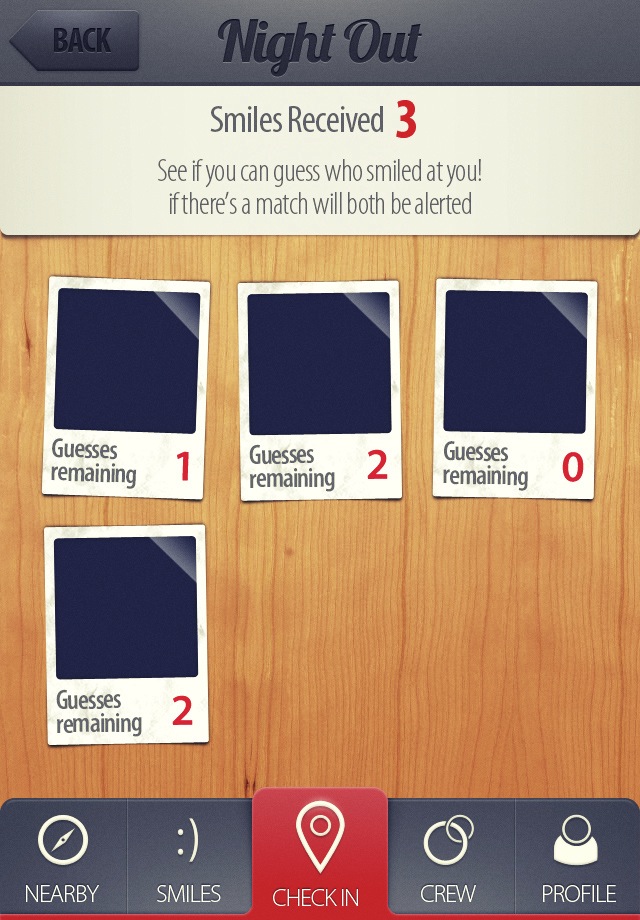 BACK
Night Out
Smiles Received 3
See if you can guess who smiled at you!
if there's a match will both be alerted
Guesses
remaining 1
Guesses
remaining 2
Guesses
remaining 0
Guesses
remaining 2
NEARBY
:) SMILES
CHECK IN
CREW
PROFILE